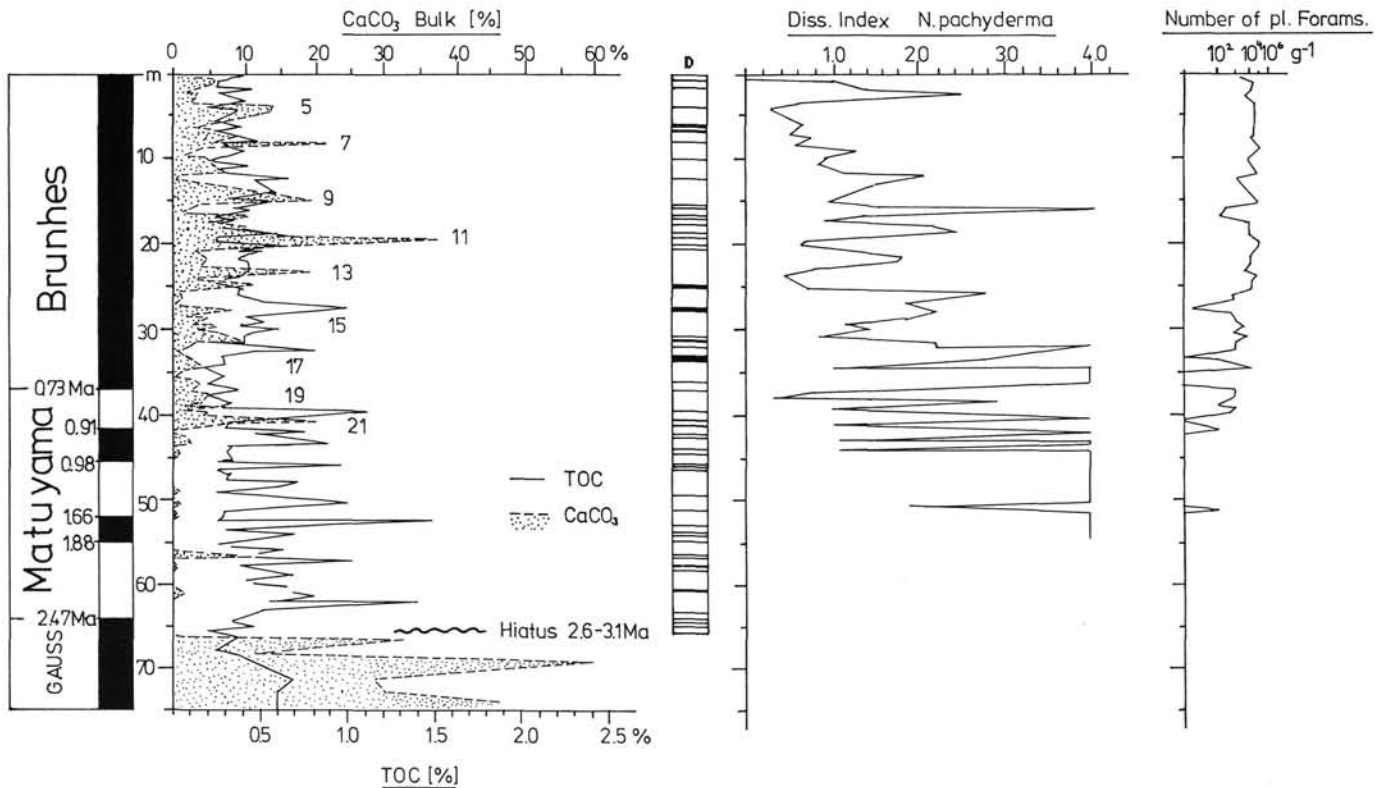 CaCO₃ Bulk [%]
0 10 20 30 40 50 60 %
Diss. Index N.pachyderma
1.0 2.0 3.0 4.0
Number of pl. Forams.
10² 10⁴ 10⁶ g⁻¹
D
m
10
20
30
40
50
60
70
Brunhes
Matuyama
GAUSS
0.73 Ma
0.91
0.98
1.66
1.88
2.47 Ma
5
7
9
11
13
15
17
19
21
TOC
CaCO₃
Hiatus 2.6-3.1 Ma
0.5 1.0 1.5 2.0 2.5 %
TOC [%]